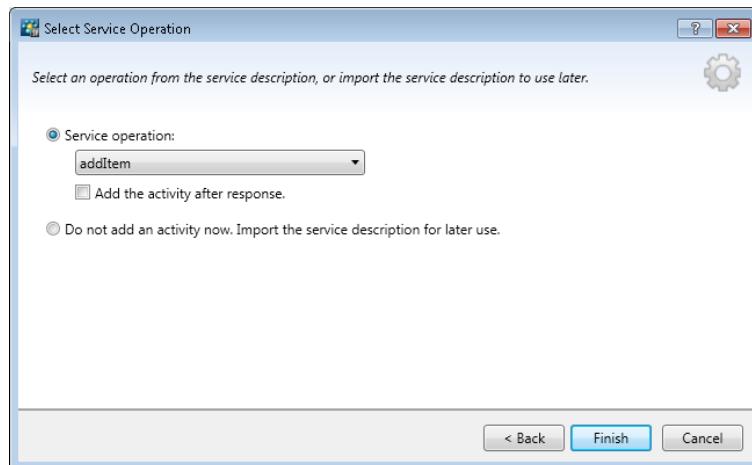 Select Service Operation
Select an operation from the service description, or import the service description to use later.
Service operation:
addItem
Add the activity after response.
Do not add an activity now. Import the service description for later use.
< Back
Finish
Cancel